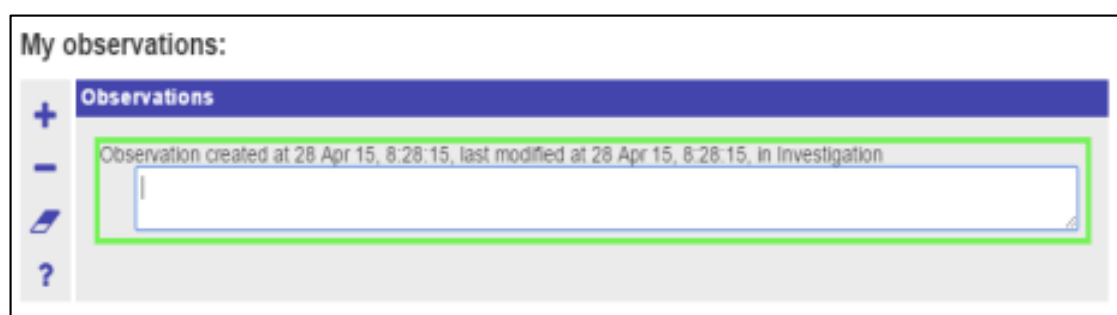 My observations:
Observations
Observation created at 28 Apr 15, 8:28:15, last modified at 28 Apr 15, 8:28:15, in Investigation
+
−
?